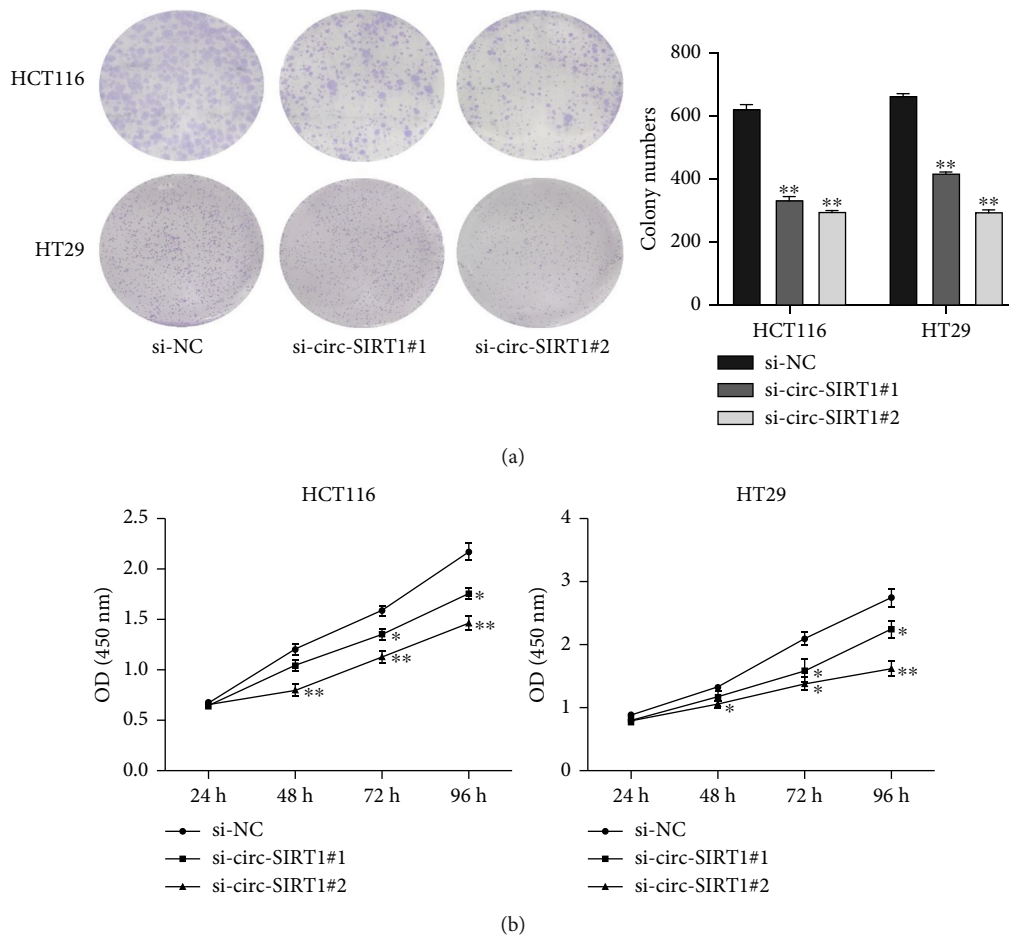 HCT116
HT29
si-NC
si-circ-SIRT1#1
si-circ-SIRT1#2
Colony numbers
800
600
400
200
0
**
**
**
**
HCT116
HT29
si-NC
si-circ-SIRT1#1
si-circ-SIRT1#2
(a)
HCT116
OD (450 nm)
2.5
2.0
1.5
1.0
0.5
0.0
**
*
**
*
**
24 h 48 h 72 h 96 h
si-NC
si-circ-SIRT1#1
si-circ-SIRT1#2
HT29
OD (450 nm)
4
3
2
1
0
*
*
*
*
**
24 h 48 h 72 h 96 h
si-NC
si-circ-SIRT1#1
si-circ-SIRT1#2
(b)